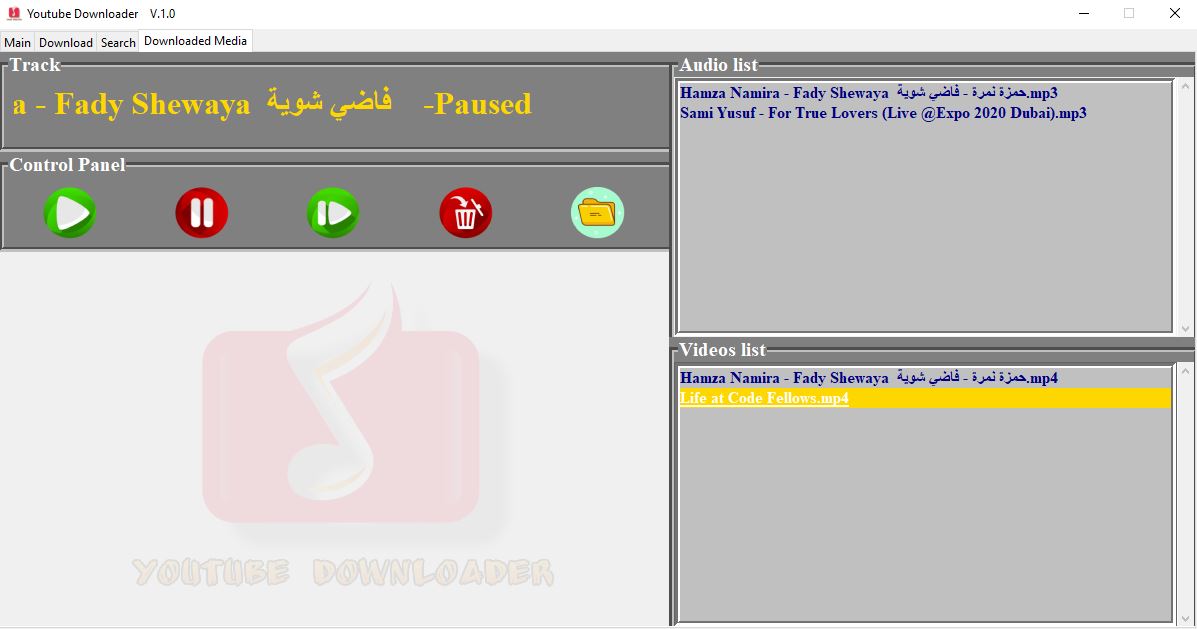 Youtube Downloader V.1.0
Main Download Search Downloaded Media
Track
a - Fady Shewaya فاضي شوية -Paused
Control Panel
YOUTUBE DOWNLOADER
Audio list
Hamza Namira - Fady Shewaya حمزة نمرة - فاضي شوية.mp3
Sami Yusuf - For True Lovers (Live @Expo 2020 Dubai).mp3
Videos list
Hamza Namira - Fady Shewaya حمزة نمرة - فاضي شوية.mp4
Life at Code Fellows.mp4